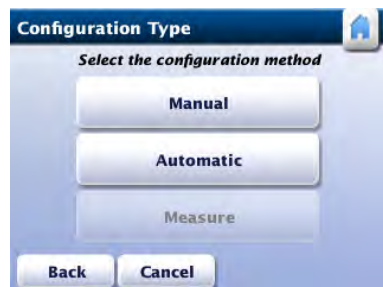 Configuration Type
Select the configuration method
Manual
Automatic
Measure
Back Cancel